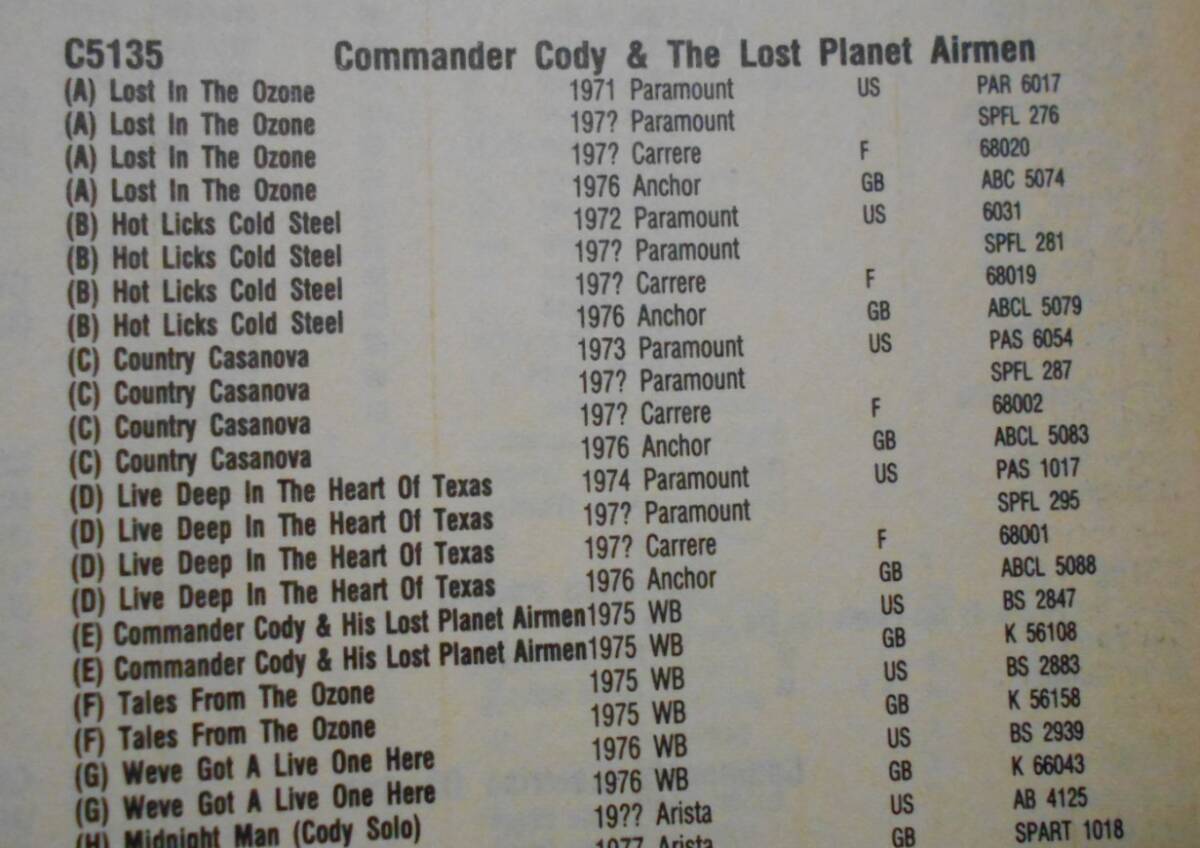 C5135 Commander Cody & The Lost Planet Airmen
(A) Lost In The Ozone 1971 Paramount US PAR 6017
(A) Lost In The Ozone 197? Paramount SPFL 276
(A) Lost In The Ozone 197? Carrere F 68020
(A) Lost In The Ozone 1976 Anchor GB ABC 5074
(B) Hot Licks Cold Steel 1972 Paramount US 6031
(B) Hot Licks Cold Steel 197? Paramount SPFL 281
(B) Hot Licks Cold Steel 197? Carrere F 68019
(B) Hot Licks Cold Steel 1976 Anchor GB ABCL 5079
(C) Country Casanova 1973 Paramount US PAS 6054
(C) Country Casanova 197? Paramount SPFL 287
(C) Country Casanova 197? Carrere F 68002
(C) Country Casanova 1976 Anchor GB ABCL 5083
(D) Live Deep In The Heart Of Texas 1974 Paramount US PAS 1017
(D) Live Deep In The Heart Of Texas 197? Paramount SPFL 295
(D) Live Deep In The Heart Of Texas 197? Carrere F 68001
(D) Live Deep In The Heart Of Texas 1976 Anchor GB ABCL 5088
(E) Commander Cody & His Lost Planet Airmen 1975 WB US BS 2847
(E) Commander Cody & His Lost Planet Airmen 1975 WB GB K 56108
(F) Tales From The Ozone 1975 WB US BS 2883
(F) Tales From The Ozone 1975 WB GB K 56158
(G) Weve Got A Live One Here 1976 WB US BS 2939
(G) Weve Got A Live One Here 1976 WB GB K 66043
(H) Midnight Man (Cody Solo) 19?? Arista US AB 4125
1977 Arista GB SPART 1018